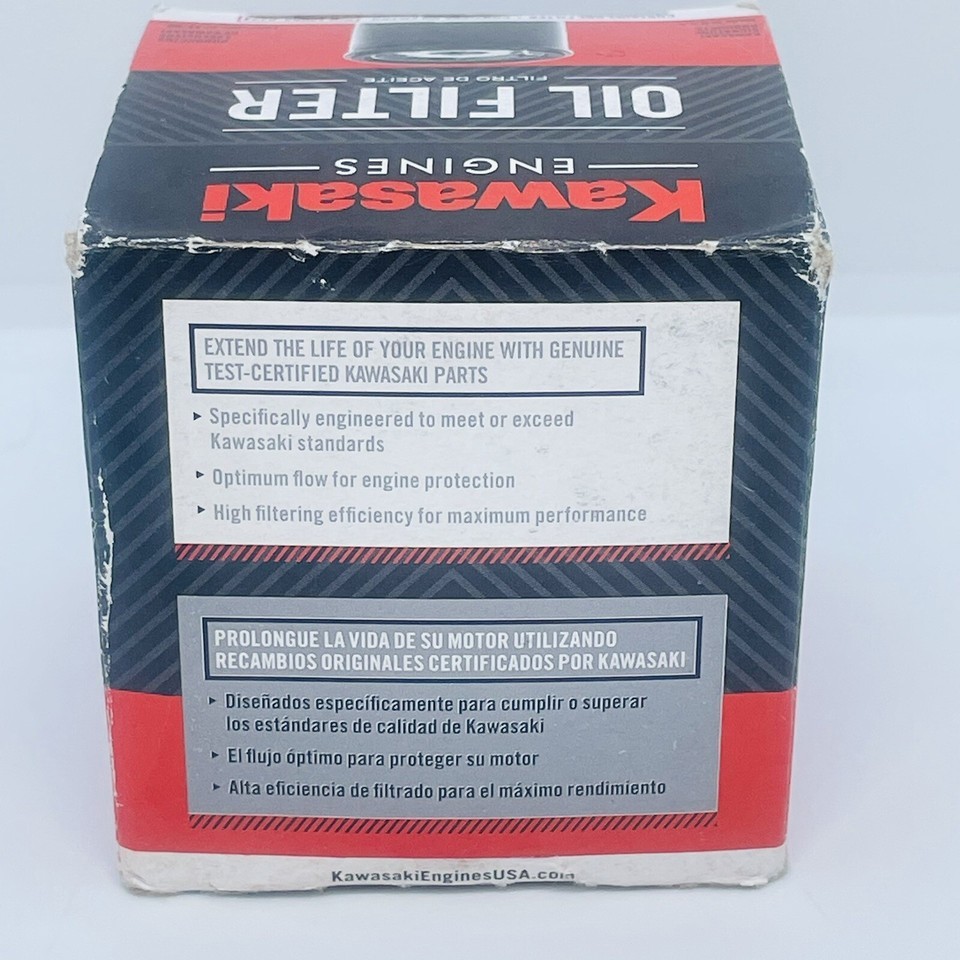 FILTRO DE ACEITE
OIL FILTER
ENGINES
Kawasaki
EXTEND THE LIFE OF YOUR ENGINE WITH GENUINE
TEST-CERTIFIED KAWASAKI PARTS
▸ Specifically engineered to meet or exceed
Kawasaki standards
▸ Optimum flow for engine protection
▸ High filtering efficiency for maximum performance
PROLONGUE LA VIDA DE SU MOTOR UTILIZANDO
RECAMBIOS ORIGINALES CERTIFICADOS POR KAWASAKI
▸ Diseñados específicamente para cumplir o superar
los estándares de calidad de Kawasaki
▸ El flujo óptimo para proteger su motor
▸ Alta eficiencia de filtrado para el máximo rendimiento
KawasakiEnginesUSA.com